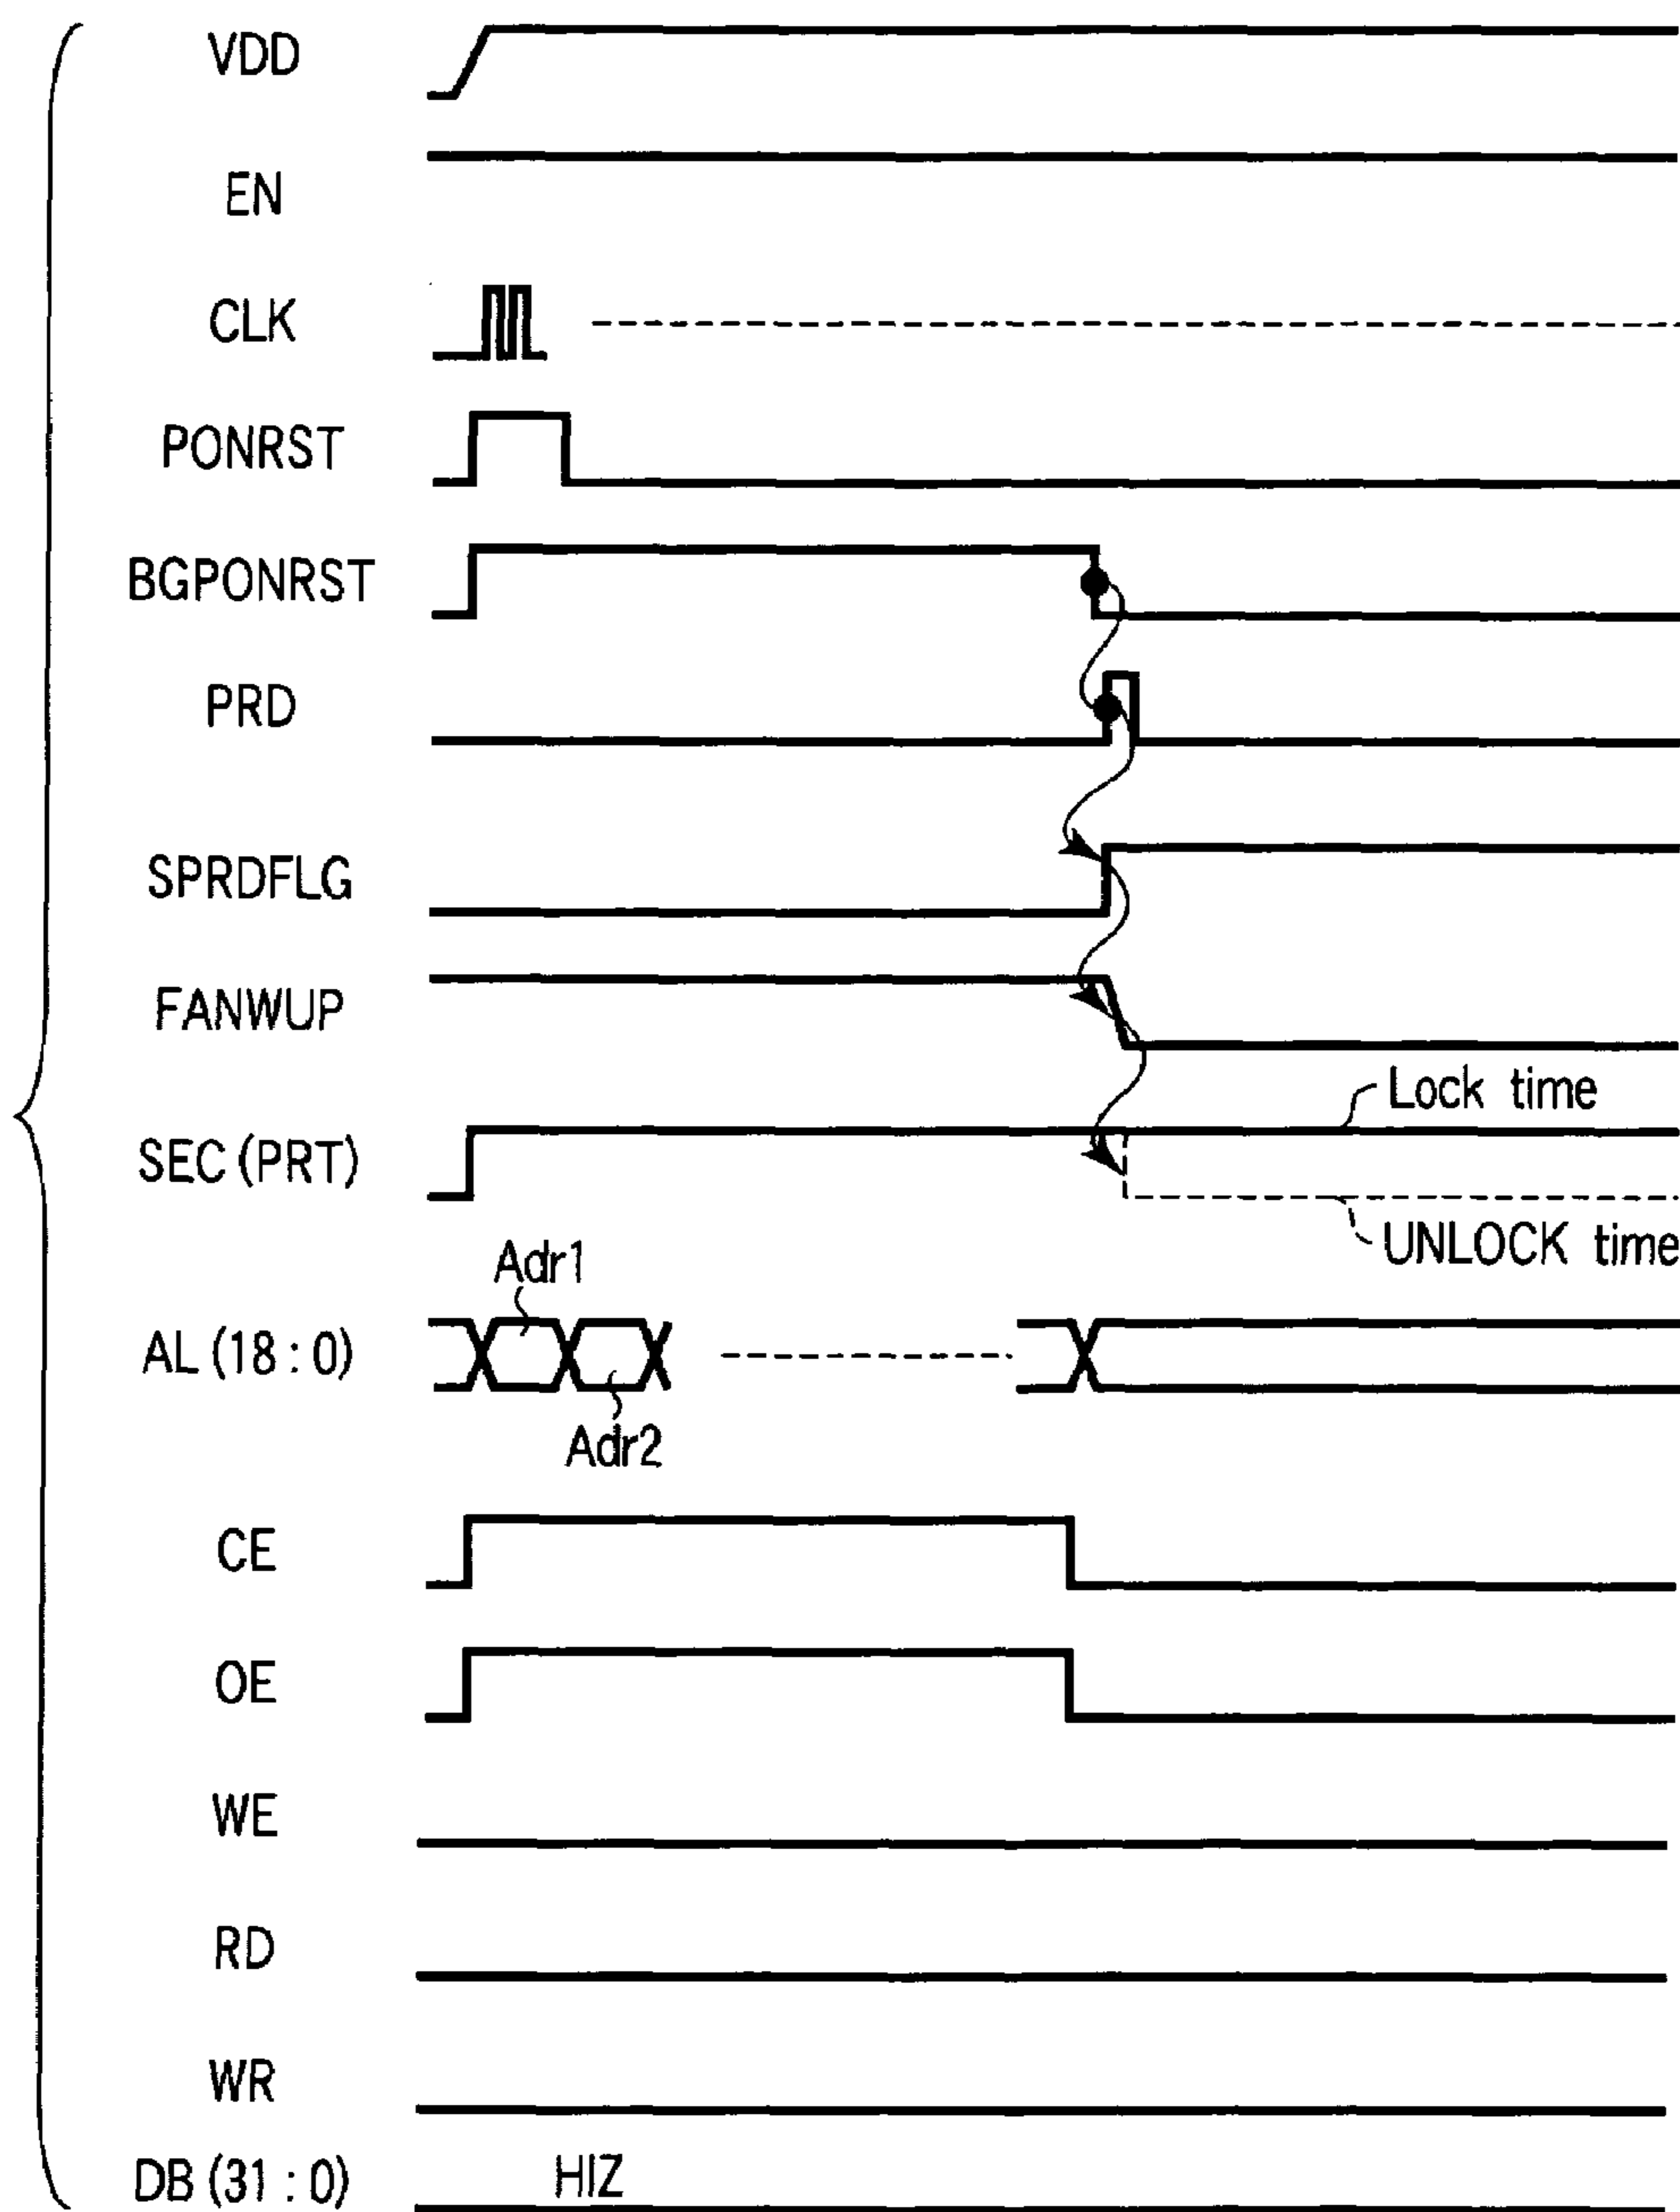 VDD
EN
CLK
PONRST
BGPONRST
PRD
SPRDFLG
FANWUP
Lock time
SEC (PRT)
UNLOCK time
Adr1
AL (18 : 0)
Adr2
CE
OE
WE
RD
WR
DB (31 : 0) HIZ